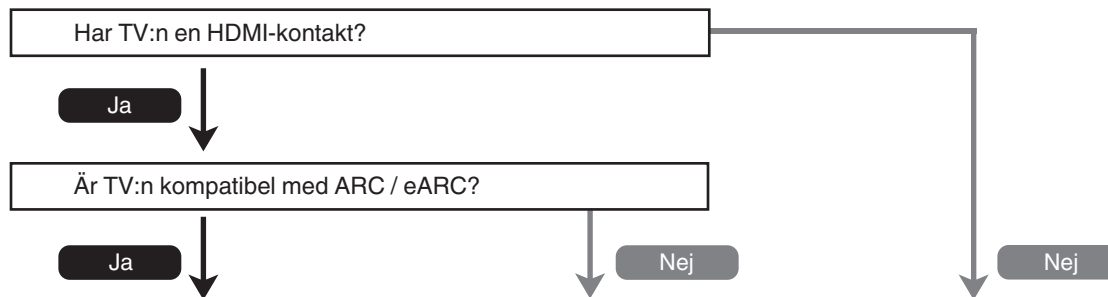 Har TV:n en HDMI-kontakt?
Ja
Är TV:n kompatibel med ARC / eARC?
Ja
Nej
Nej